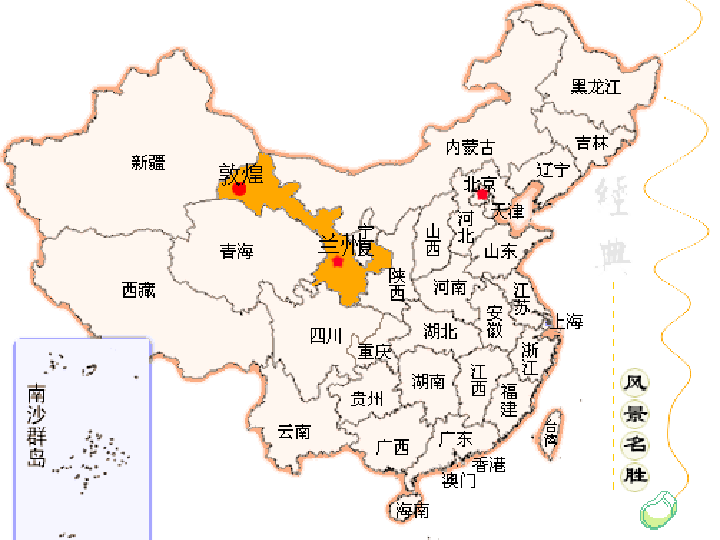 黑龙江
吉林
内蒙古
辽宁
新疆
敦煌
北京
天津
河北
山西
宁夏
兰州
山东
青海
陕西
西藏
河南
江苏
安徽
上海
四川
湖北
重庆
浙江
湖南
江西
贵州
福建
云南
广西
广东
台湾
香港
澳门
海南
南沙群岛
经典
风景名胜